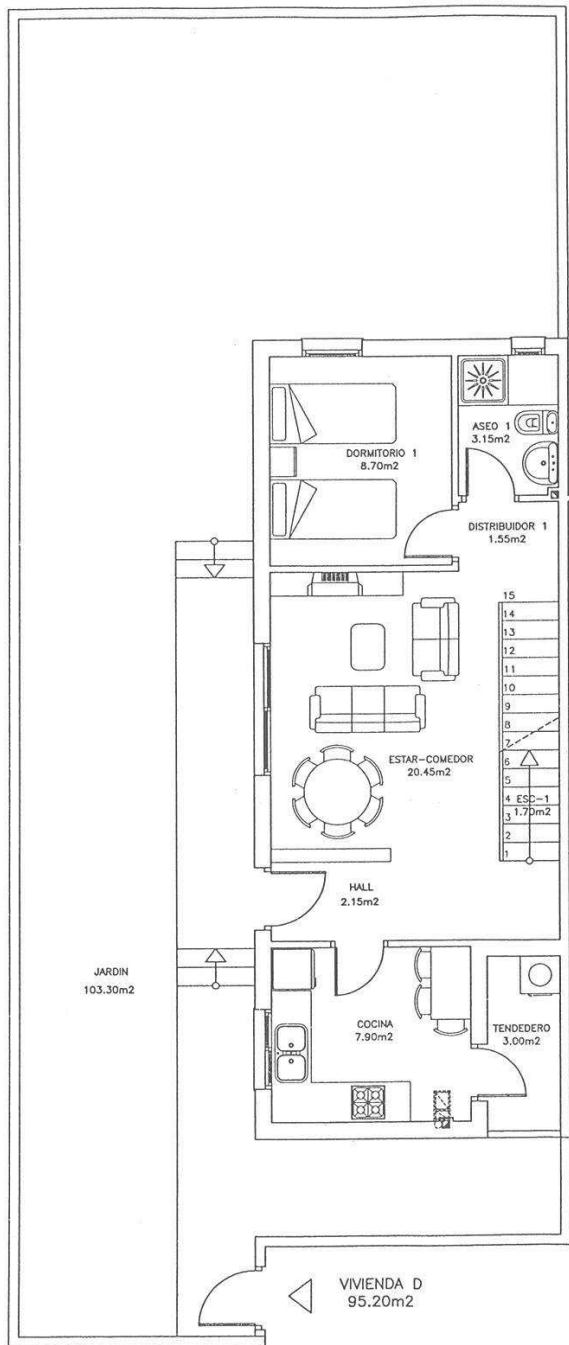 ASEO 1
3.15m2
DORMITORIO 1
8.70m2
DISTRIBUIDOR 1
1.55m2
15
14
13
12
11
10
9
8
7
6
5
4
3
2
1
ESC-1
1.70m2
ESTAR-COMEDOR
20.45m2
HALL
2.15m2
JARDIN
103.30m2
COCINA
7.90m2
TENDEDERO
3.00m2
VIVIENDA D
95.20m2